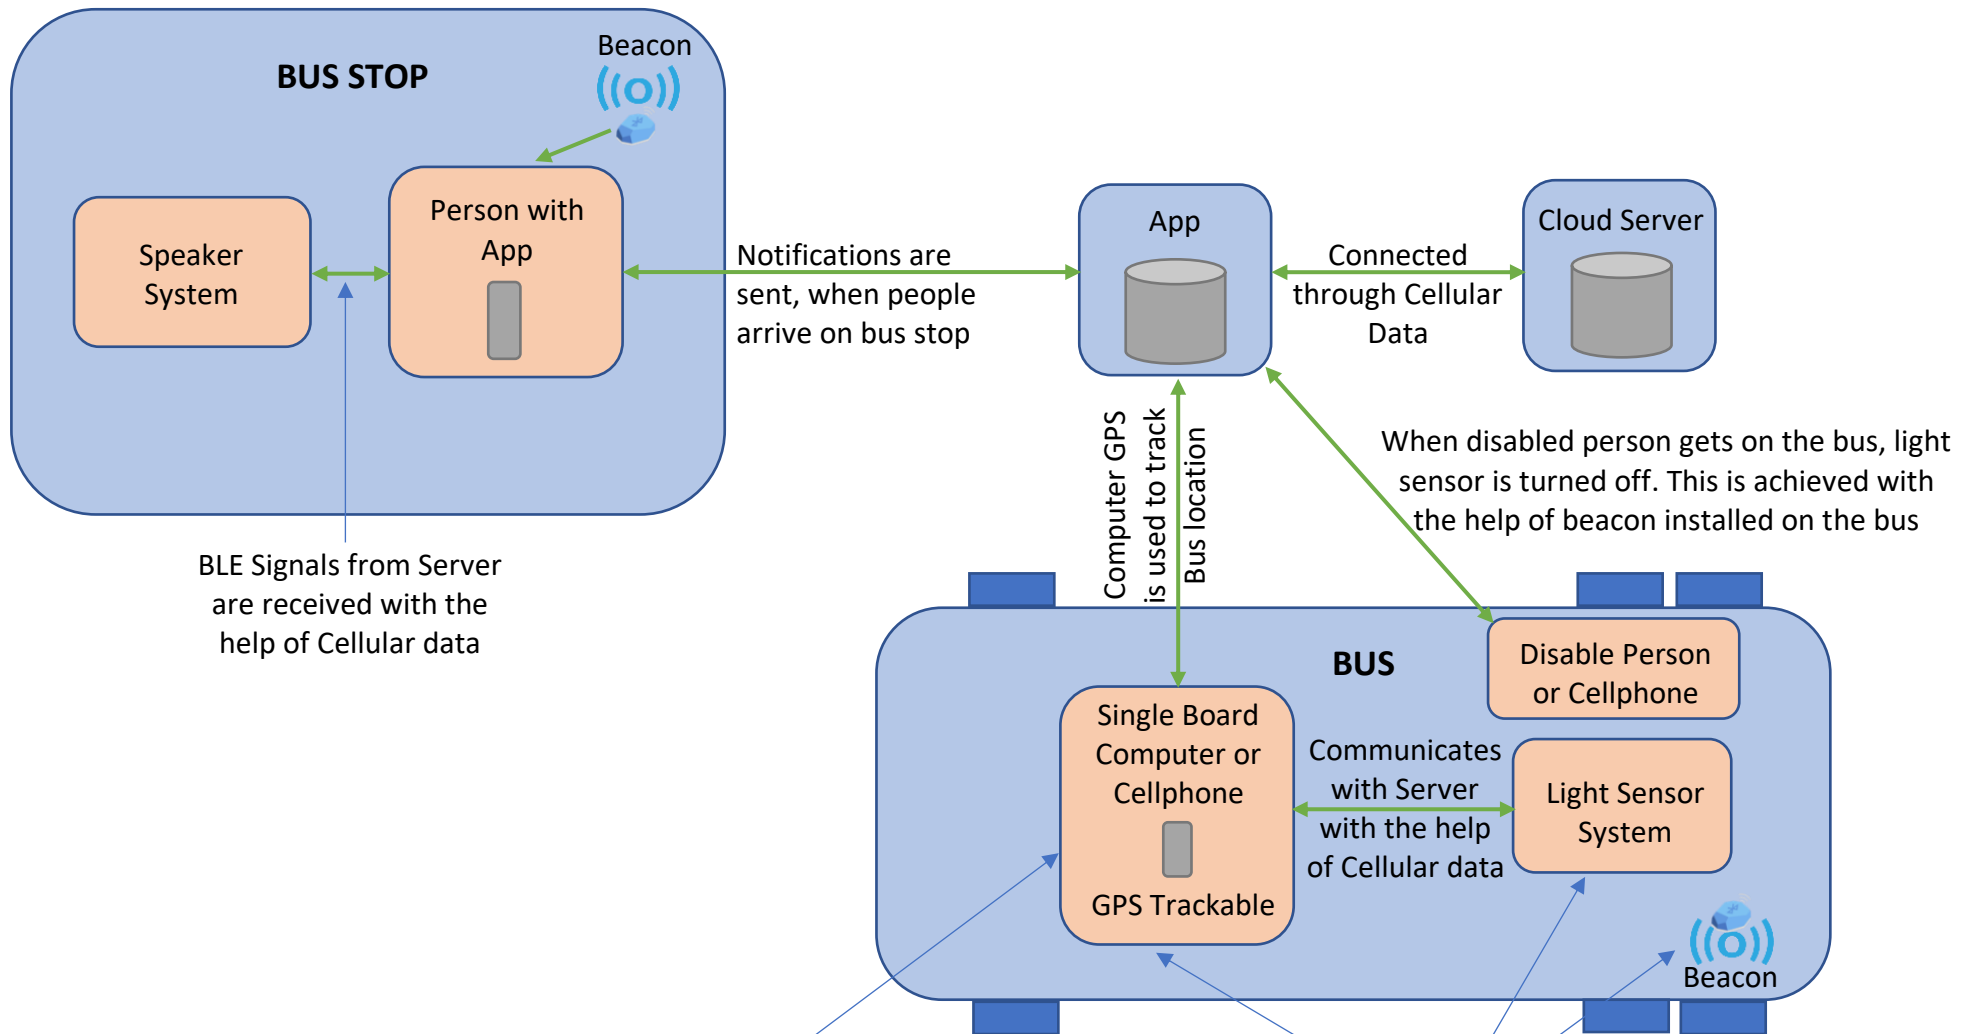 BUS STOP
Beacon
Speaker
System
Person with
App
Notifications are
sent, when people
arrive on bus stop
App
Connected
through Cellular
Data
Cloud Server
BLE Signals from Server
are received with the
help of Cellular data
Computer GPS
is used to track
Bus location
When disabled person gets on the bus, light
sensor is turned off. This is achieved with
the help of beacon installed on the bus
BUS
Disable Person
or Cellphone
Single Board
Computer or
Cellphone
GPS Trackable
Communicates
with Server
with the help
of Cellular data
Light Sensor
System
Beacon